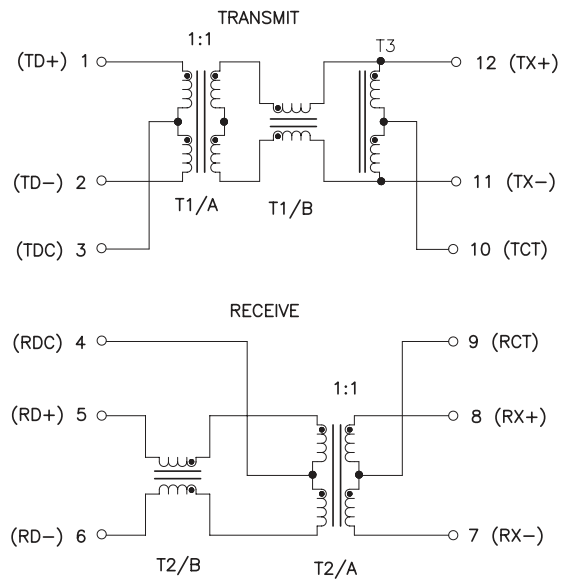 TRANSMIT
1:1
T3
(TD+) 1
12 (TX+)
(TD-) 2
11 (TX-)
T1/A
T1/B
(TDC) 3
10 (TCT)
RECEIVE
(RDC) 4
9 (RCT)
1:1
(RD+) 5
8 (RX+)
(RD-) 6
7 (RX-)
T2/B
T2/A